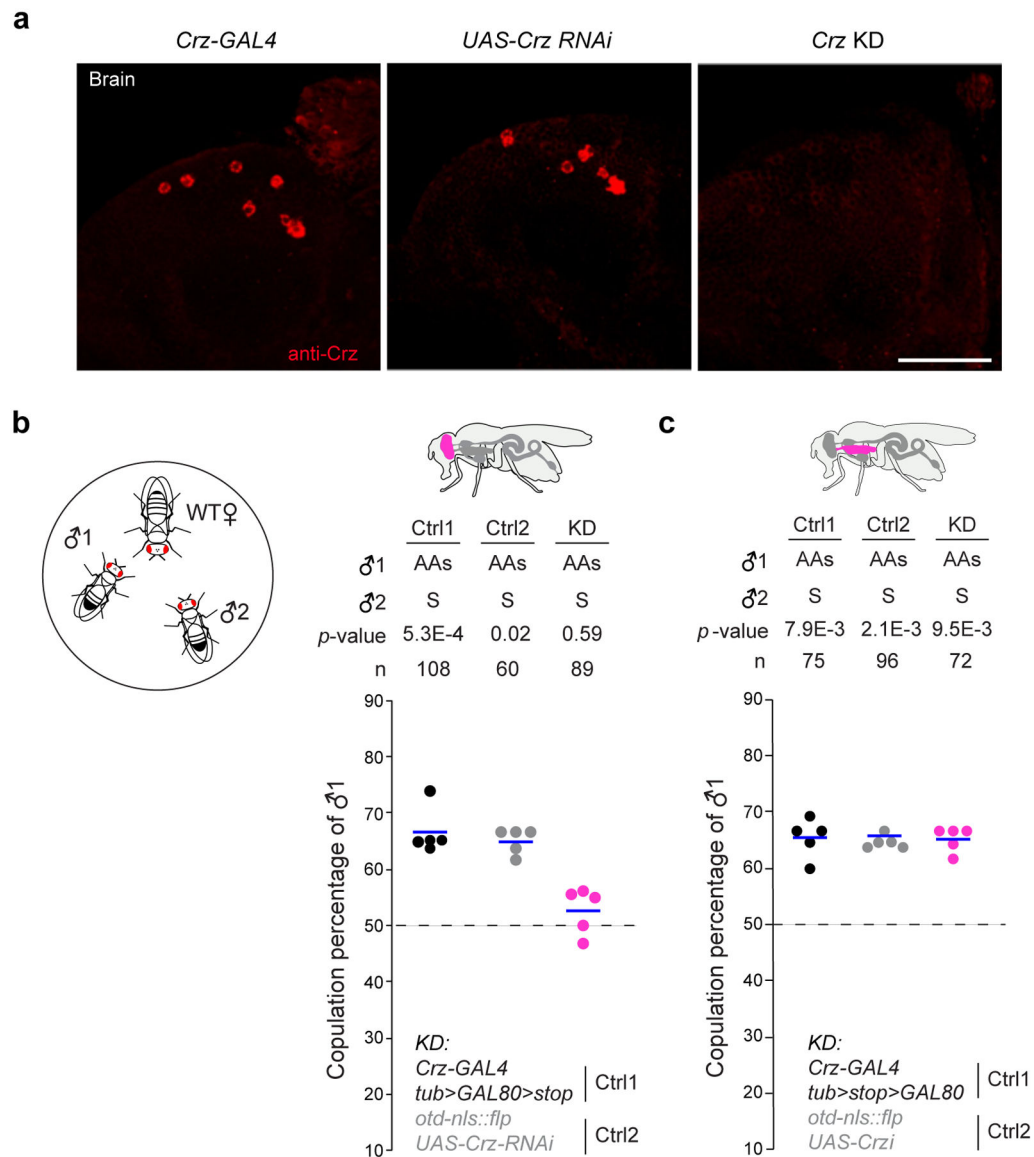 a
Crz-GAL4 UAS-Crz RNAi Crz KD
Brain
anti-Crz
b
WT♀
♂1
♂2
Ctrl1 Ctrl2 KD
♂1 AAs AAs AAs
♂2 S S S
p-value 5.3E-4 0.02 0.59
n 108 60 89
Copulation percentage of ♂1
90
80
70
60
50
40
30
20
10
KD:
Crz-GAL4
tub>GAL80>stop
Ctrl1
otd-nls::flp
UAS-Crz-RNAi
Ctrl2
c
Ctrl1 Ctrl2 KD
♂1 AAs AAs AAs
♂2 S S S
p-value 7.9E-3 2.1E-3 9.5E-3
n 75 96 72
Copulation percentage of ♂1
90
80
70
60
50
40
30
20
10
KD:
Crz-GAL4
tub>stop>GAL80
Ctrl1
otd-nls::flp
UAS-Crzi
Ctrl2